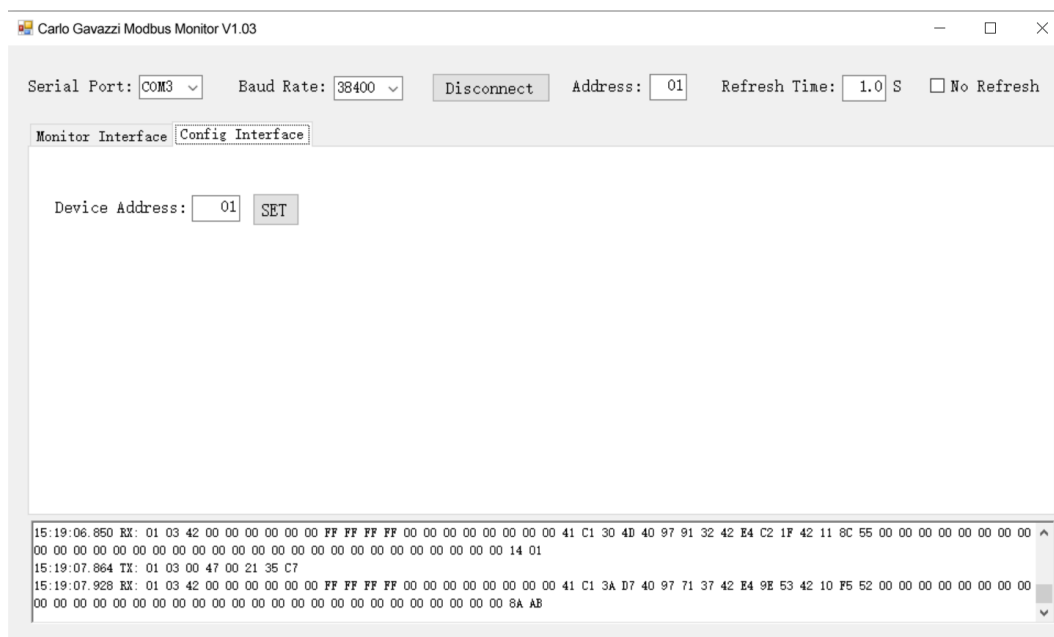 Carlo Gavazzi Modbus Monitor V1.03
Serial Port: COM3 Baud Rate: 38400 Disconnect Address: 01 Refresh Time: 1.0 S No Refresh
Monitor Interface Config Interface
Device Address: 01 SET
15:19:06.850 RX: 01 03 42 00 00 00 00 00 00 FF FF FF FF 00 00 00 00 00 00 00 00 41 C1 30 4D 40 97 91 32 42 E4 C2 1F 42 11 8C 55 00 00 00 00 00 00 00 00
00 00 00 00 00 00 00 00 00 00 00 00 00 00 00 00 00 00 00 00 00 00 00 00 14 01
15:19:07.864 TX: 01 03 00 47 00 21 35 C7
15:19:07.928 RX: 01 03 42 00 00 00 00 00 00 FF FF FF FF 00 00 00 00 00 00 00 00 41 C1 3A D7 40 97 71 37 42 E4 9E 53 42 10 F5 52 00 00 00 00 00 00 00 00
00 00 00 00 00 00 00 00 00 00 00 00 00 00 00 00 00 00 00 00 00 00 00 00 8A AB